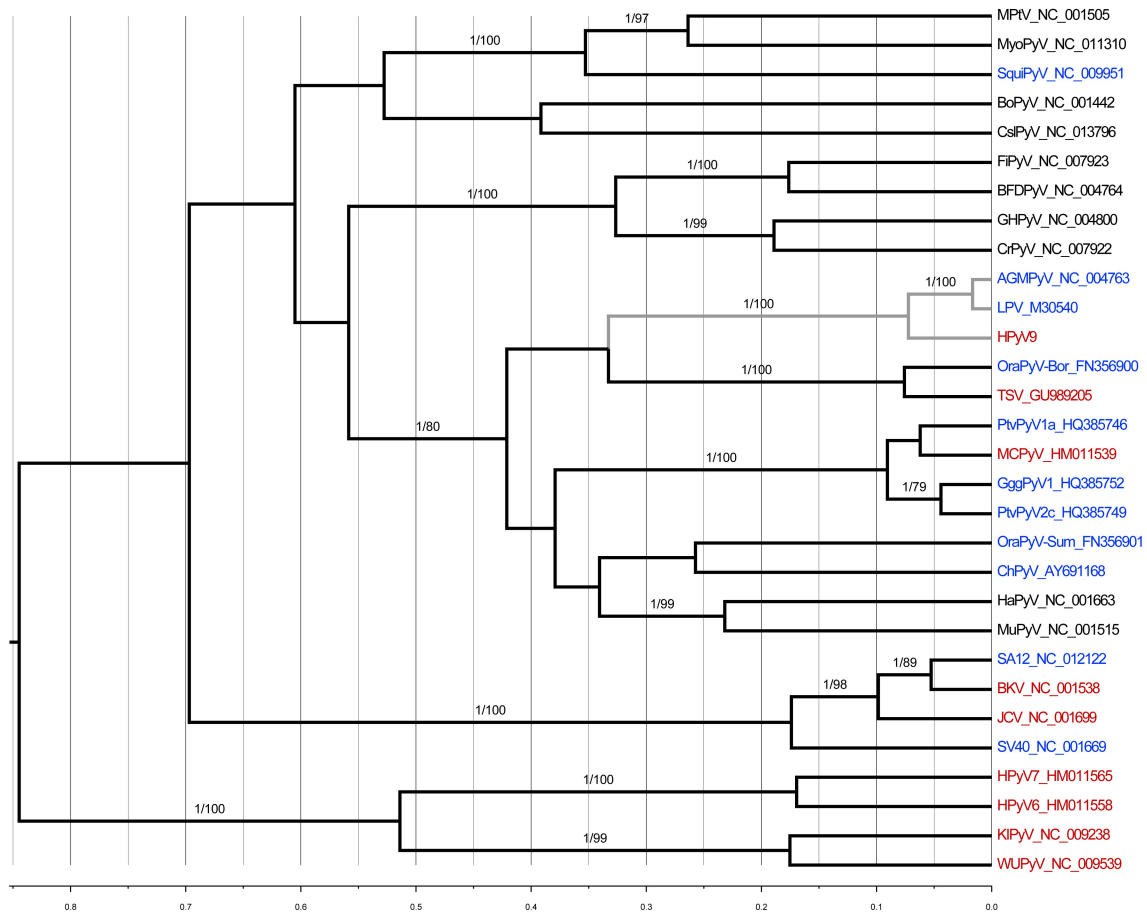 1/97
MPtV_NC_001505
1/100
MyoPyV_NC_011310
SquiPyV_NC_009951
BoPyV_NC_001442
CslPyV_NC_013796
1/100
FiPyV_NC_007923
1/100
BFDPyV_NC_004764
1/99
GHPyV_NC_004800
CrPyV_NC_007922
1/100
AGMPyV_NC_004763
1/100
LPV_M30540
HPyV9
1/100
OraPyV-Bor_FN356900
TSV_GU989205
1/80
PtvPyV1a_HQ385746
1/100
MCPyV_HM011539
1/79
GggPyV1_HQ385752
PtvPyV2c_HQ385749
OraPyV-Sum_FN356901
ChPyV_AY691168
1/99
HaPyV_NC_001663
MuPyV_NC_001515
1/89
SA12_NC_012122
1/98
BKV_NC_001538
1/100
JCV_NC_001699
SV40_NC_001669
1/100
HPyV7_HM011565
1/100
HPyV6_HM011558
1/99
KIPyV_NC_009238
WUPyV_NC_009539
0.8 0.7 0.6 0.5 0.4 0.3 0.2 0.1 0.0